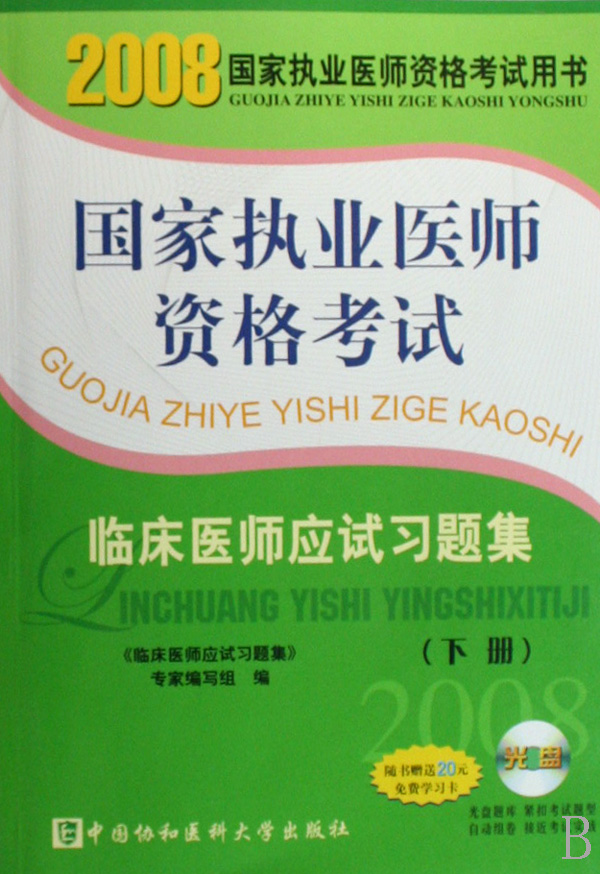 2008 国家执业医师资格考试用书
GUOJIA ZHIYE YISHI ZIGE KAOSHI YONGSHU
国家执业医师
资格考试
GUOJIA ZHIYE YISHI ZIGE KAOSHI
临床医师应试习题集
LINCHUANG YISHI YINGSHIXITIJI
(下册)
《临床医师应试习题集》
专家编写组 编
2008
光盘
随书赠送20元
免费学习卡
光盘题库 紧扣考试题型
自动组卷 接近考试
中国协和医科大学出版社
B